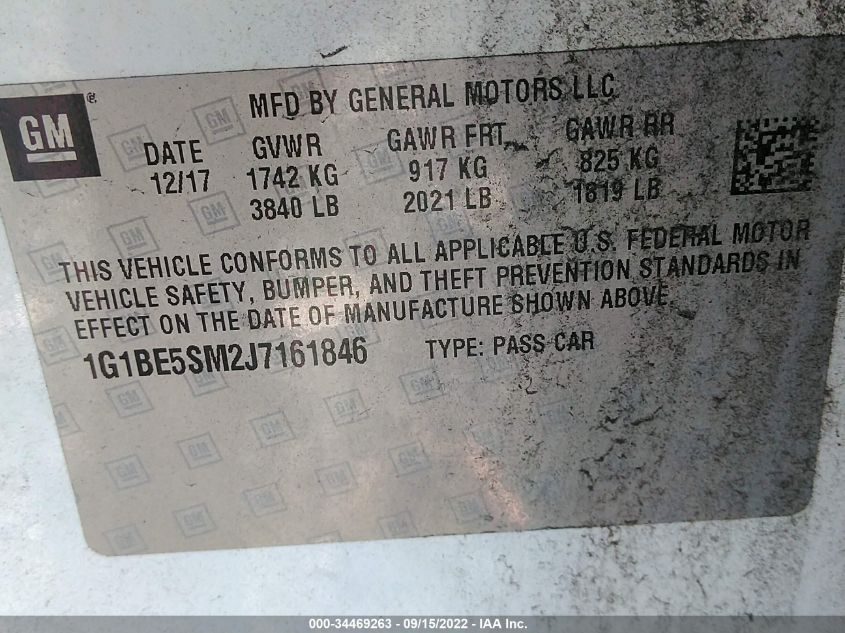 GM
MFD BY GENERAL MOTORS LLC
DATE GVWR GAWR FRT GAWR RR
12/17 1742 KG 917 KG 825 KG
3840 LB 2021 LB 1819 LB
THIS VEHICLE CONFORMS TO ALL APPLICABLE U.S. FEDERAL MOTOR
VEHICLE SAFETY, BUMPER, AND THEFT PREVENTION STANDARDS IN
EFFECT ON THE DATE OF MANUFACTURE SHOWN ABOVE.
1G1BE5SM2J7161846 TYPE: PASS CAR
000-34469263 - 09/15/2022 - IAA Inc.